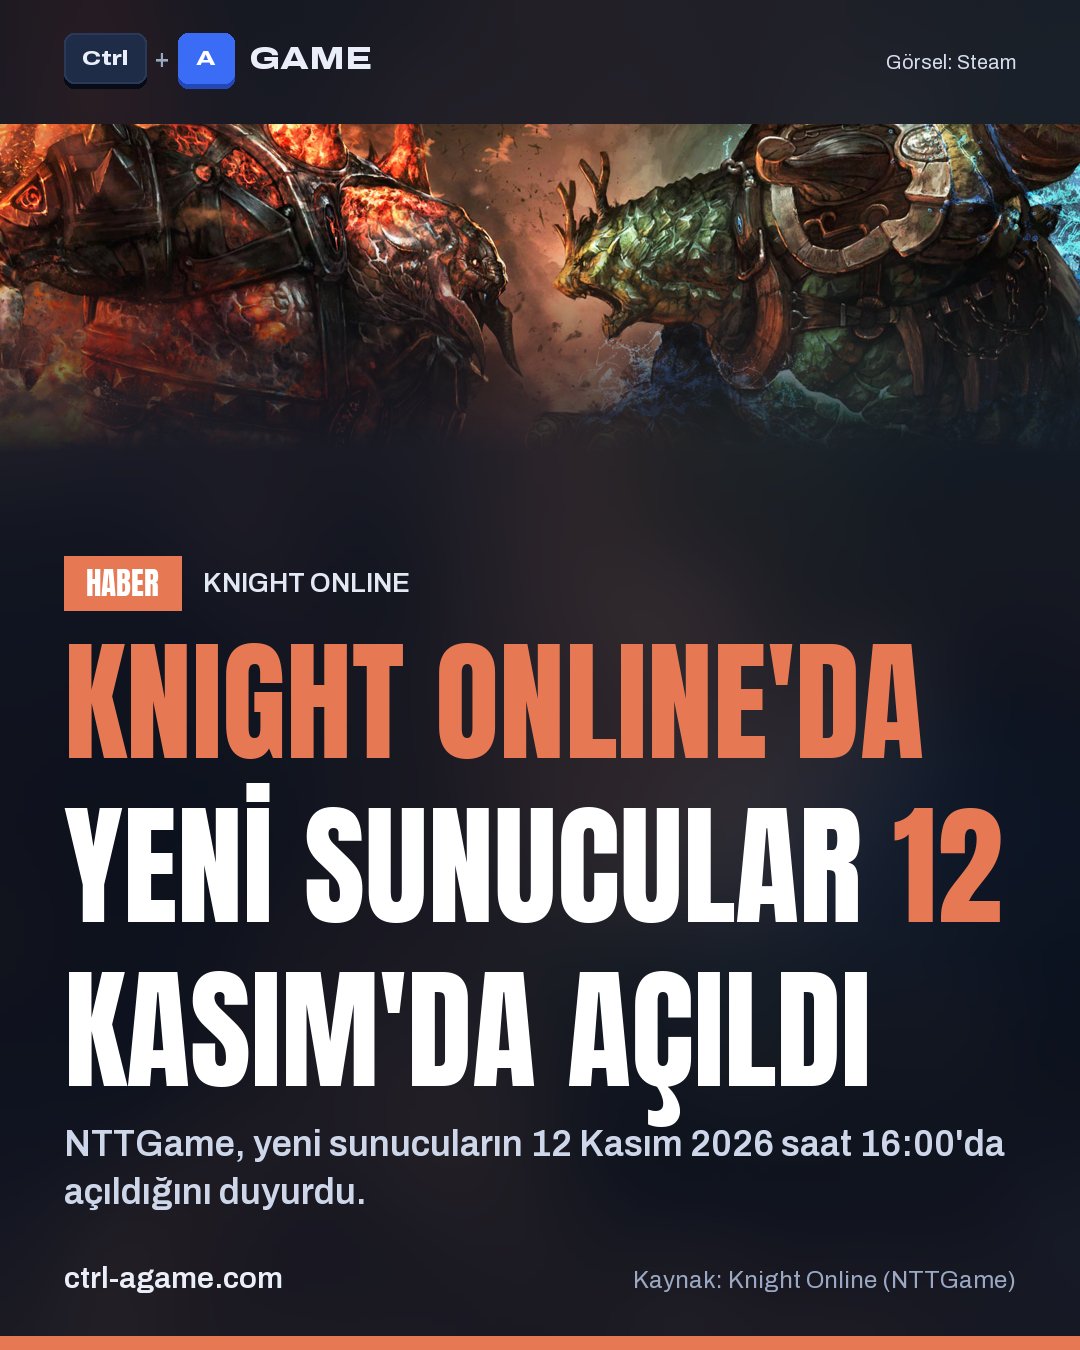 Ctrl + A GAME
Görsel: Steam
HABER KNIGHT ONLINE
KNIGHT ONLINE'DA
YENİ SUNUCULAR 12
KASIM'DA AÇILDI
NTTGame, yeni sunucuların 12 Kasım 2026 saat 16:00'da
açıldığını duyurdu.
ctrl-agame.com
Kaynak: Knight Online (NTTGame)